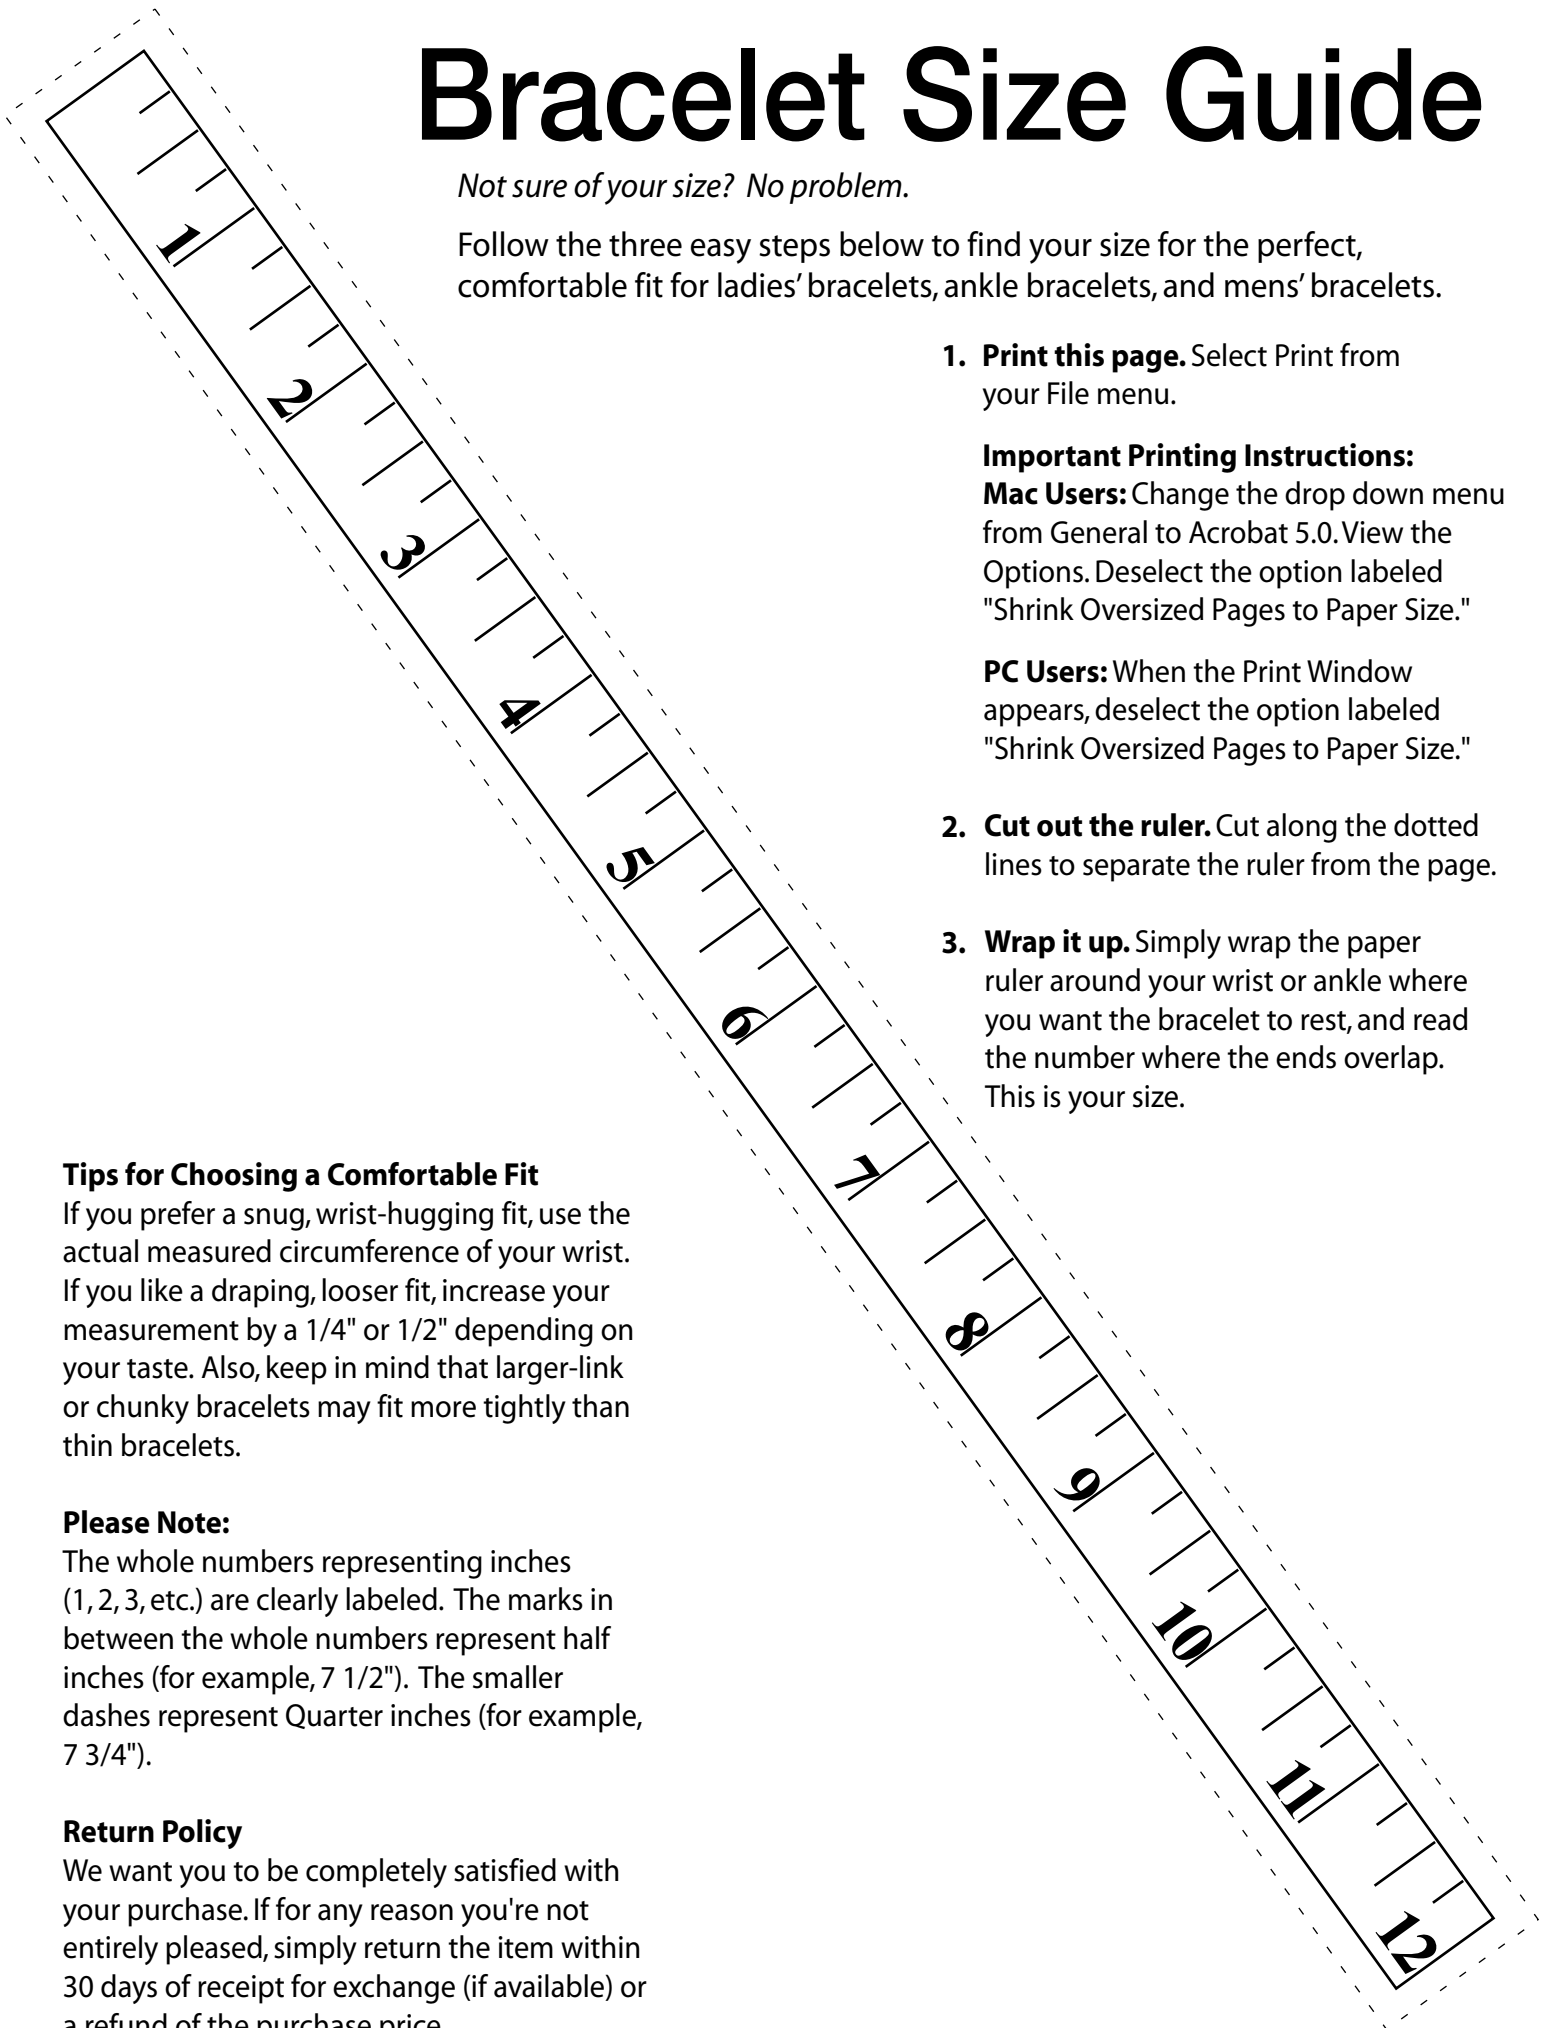 Bracelet Size Guide
Not sure of your size?  No problem.
Follow the three easy steps below to find your size for the perfect,
comfortable fit for ladies’ bracelets, ankle bracelets, and mens’ bracelets.
1. Print this page. Select Print from
your File menu.
Important Printing Instructions:
Mac Users: Change the drop down menu
from General to Acrobat 5.0. View the
Options. Deselect the option labeled
"Shrink Oversized Pages to Paper Size."
PC Users: When the Print Window
appears, deselect the option labeled
"Shrink Oversized Pages to Paper Size."
2. Cut out the ruler. Cut along the dotted
lines to separate the ruler from the page.
3. Wrap it up. Simply wrap the paper
ruler around your wrist or ankle where
you want the bracelet to rest, and read
the number where the ends overlap.
This is your size.
1
2
3
4
5
6
7
8
9
10
11
12
Tips for Choosing a Comfortable Fit
If you prefer a snug, wrist-hugging fit, use the
actual measured circumference of your wrist.
If you like a draping, looser fit, increase your
measurement by a 1/4" or 1/2" depending on
your taste.  Also, keep in mind that larger-link
or chunky bracelets may fit more tightly than
thin bracelets.
Please Note:
The whole numbers representing inches
(1, 2, 3, etc.) are clearly labeled.  The marks in
between the whole numbers represent half
inches (for example, 7 1/2").  The smaller
dashes represent Quarter inches (for example,
7 3/4").
Return Policy
We want you to be completely satisfied with
your purchase. If for any reason you're not
entirely pleased, simply return the item within
30 days of receipt for exchange (if available) or
a refund of the purchase price